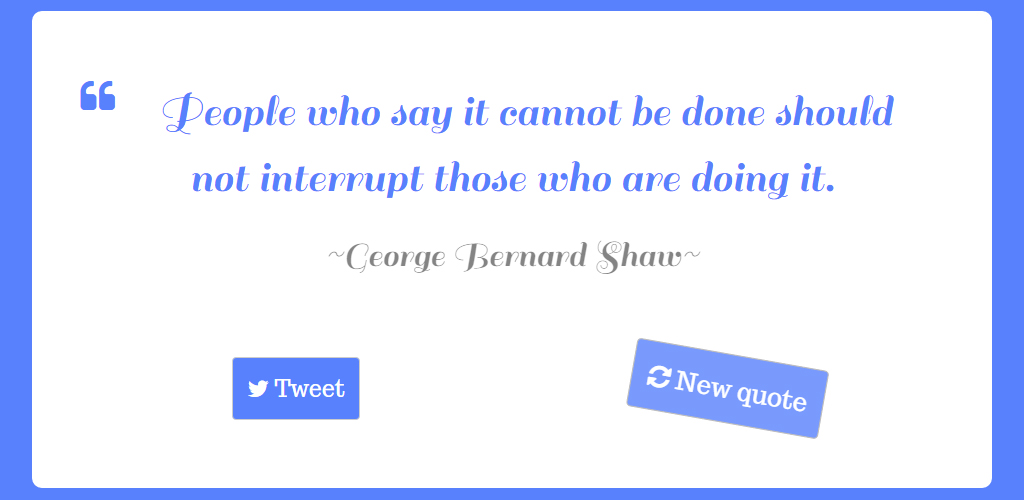 ❝ People who say it cannot be done should
not interrupt those who are doing it.
~George Bernard Shaw~
Tweet
New quote